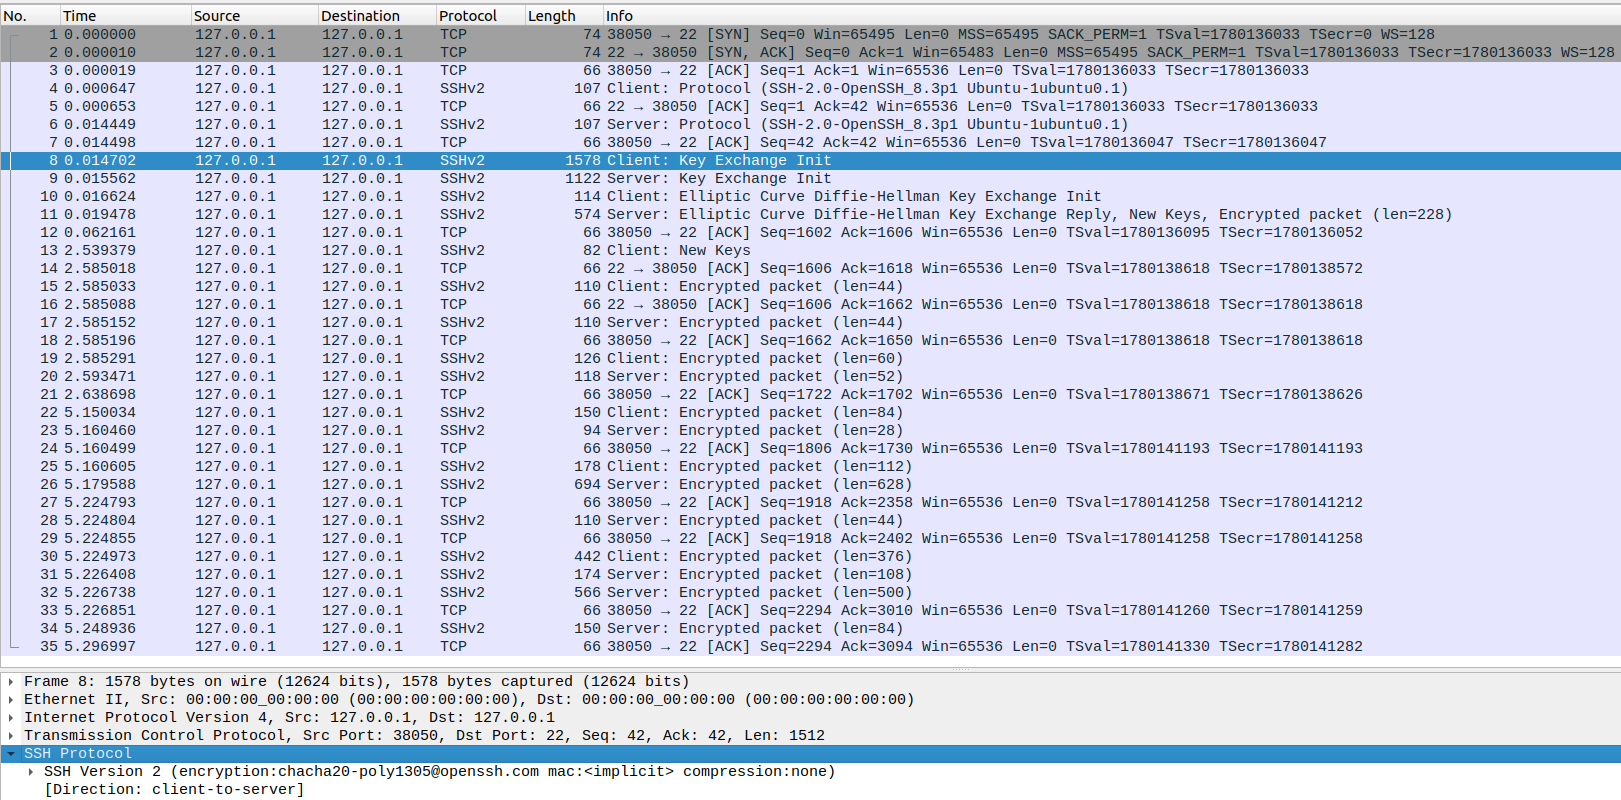 No. Time Source Destination Protocol Length Info
1 0.000000 127.0.0.1 127.0.0.1 TCP 74 38050 → 22 [SYN] Seq=0 Win=65495 Len=0 MSS=65495 SACK_PERM=1 TSval=1780136033 TSecr=0 WS=128
2 0.000010 127.0.0.1 127.0.0.1 TCP 74 22 → 38050 [SYN, ACK] Seq=0 Ack=1 Win=65483 Len=0 MSS=65495 SACK_PERM=1 TSval=1780136033 TSecr=1780136033 WS=128
3 0.000019 127.0.0.1 127.0.0.1 TCP 66 38050 → 22 [ACK] Seq=1 Ack=1 Win=65536 Len=0 TSval=1780136033 TSecr=1780136033
4 0.000647 127.0.0.1 127.0.0.1 SSHv2 107 Client: Protocol (SSH-2.0-OpenSSH_8.3p1 Ubuntu-1ubuntu0.1)
5 0.000653 127.0.0.1 127.0.0.1 TCP 66 22 → 38050 [ACK] Seq=1 Ack=42 Win=65536 Len=0 TSval=1780136033 TSecr=1780136033
6 0.014449 127.0.0.1 127.0.0.1 SSHv2 107 Server: Protocol (SSH-2.0-OpenSSH_8.3p1 Ubuntu-1ubuntu0.1)
7 0.014498 127.0.0.1 127.0.0.1 TCP 66 38050 → 22 [ACK] Seq=42 Ack=42 Win=65536 Len=0 TSval=1780136047 TSecr=1780136047
8 0.014702 127.0.0.1 127.0.0.1 SSHv2 1578 Client: Key Exchange Init
9 0.015562 127.0.0.1 127.0.0.1 SSHv2 1122 Server: Key Exchange Init
10 0.016624 127.0.0.1 127.0.0.1 SSHv2 114 Client: Elliptic Curve Diffie-Hellman Key Exchange Init
11 0.019478 127.0.0.1 127.0.0.1 SSHv2 574 Server: Elliptic Curve Diffie-Hellman Key Exchange Reply, New Keys, Encrypted packet (len=228)
12 0.062161 127.0.0.1 127.0.0.1 TCP 66 38050 → 22 [ACK] Seq=1602 Ack=1606 Win=65536 Len=0 TSval=1780136095 TSecr=1780136052
13 2.539379 127.0.0.1 127.0.0.1 SSHv2 82 Client: New Keys
14 2.585018 127.0.0.1 127.0.0.1 TCP 66 22 → 38050 [ACK] Seq=1606 Ack=1618 Win=65536 Len=0 TSval=1780138618 TSecr=1780138572
15 2.585033 127.0.0.1 127.0.0.1 SSHv2 110 Client: Encrypted packet (len=44)
16 2.585088 127.0.0.1 127.0.0.1 TCP 66 22 → 38050 [ACK] Seq=1606 Ack=1662 Win=65536 Len=0 TSval=1780138618 TSecr=1780138618
17 2.585152 127.0.0.1 127.0.0.1 SSHv2 110 Server: Encrypted packet (len=44)
18 2.585196 127.0.0.1 127.0.0.1 TCP 66 38050 → 22 [ACK] Seq=1662 Ack=1650 Win=65536 Len=0 TSval=1780138618 TSecr=1780138618
19 2.585291 127.0.0.1 127.0.0.1 SSHv2 126 Client: Encrypted packet (len=60)
20 2.593471 127.0.0.1 127.0.0.1 SSHv2 118 Server: Encrypted packet (len=52)
21 2.638698 127.0.0.1 127.0.0.1 TCP 66 38050 → 22 [ACK] Seq=1722 Ack=1702 Win=65536 Len=0 TSval=1780138671 TSecr=1780138626
22 5.150034 127.0.0.1 127.0.0.1 SSHv2 150 Client: Encrypted packet (len=84)
23 5.160460 127.0.0.1 127.0.0.1 SSHv2 94 Server: Encrypted packet (len=28)
24 5.160499 127.0.0.1 127.0.0.1 TCP 66 38050 → 22 [ACK] Seq=1806 Ack=1730 Win=65536 Len=0 TSval=1780141193 TSecr=1780141193
25 5.160605 127.0.0.1 127.0.0.1 SSHv2 178 Client: Encrypted packet (len=112)
26 5.179588 127.0.0.1 127.0.0.1 SSHv2 694 Server: Encrypted packet (len=628)
27 5.224793 127.0.0.1 127.0.0.1 TCP 66 38050 → 22 [ACK] Seq=1918 Ack=2358 Win=65536 Len=0 TSval=1780141258 TSecr=1780141212
28 5.224804 127.0.0.1 127.0.0.1 SSHv2 110 Server: Encrypted packet (len=44)
29 5.224855 127.0.0.1 127.0.0.1 TCP 66 38050 → 22 [ACK] Seq=1918 Ack=2402 Win=65536 Len=0 TSval=1780141258 TSecr=1780141258
30 5.224973 127.0.0.1 127.0.0.1 SSHv2 442 Client: Encrypted packet (len=376)
31 5.226408 127.0.0.1 127.0.0.1 SSHv2 174 Server: Encrypted packet (len=108)
32 5.226738 127.0.0.1 127.0.0.1 SSHv2 566 Server: Encrypted packet (len=500)
33 5.226851 127.0.0.1 127.0.0.1 TCP 66 38050 → 22 [ACK] Seq=2294 Ack=3010 Win=65536 Len=0 TSval=1780141260 TSecr=1780141259
34 5.248936 127.0.0.1 127.0.0.1 SSHv2 150 Server: Encrypted packet (len=84)
35 5.296997 127.0.0.1 127.0.0.1 TCP 66 38050 → 22 [ACK] Seq=2294 Ack=3094 Win=65536 Len=0 TSval=1780141330 TSecr=1780141282
Frame 8: 1578 bytes on wire (12624 bits), 1578 bytes captured (12624 bits)
Ethernet II, Src: 00:00:00_00:00:00 (00:00:00:00:00:00), Dst: 00:00:00_00:00:00 (00:00:00:00:00:00)
Internet Protocol Version 4, Src: 127.0.0.1, Dst: 127.0.0.1
Transmission Control Protocol, Src Port: 38050, Dst Port: 22, Seq: 42, Ack: 42, Len: 1512
SSH Protocol
SSH Version 2 (encryption:chacha20-poly1305@openssh.com mac:<implicit> compression:none)
[Direction: client-to-server]